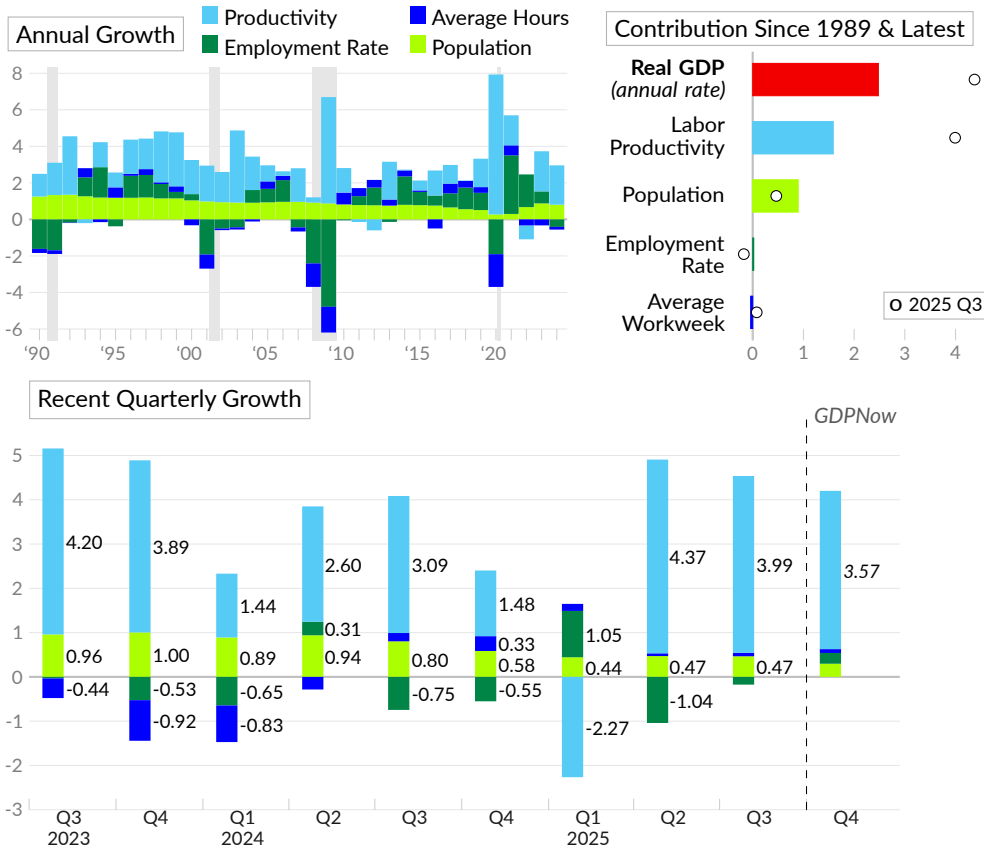 Annual Growth
Productivity
Average Hours
Employment Rate
Population
8
6
4
2
0
-2
-4
-6
‘90
‘95
‘00
‘05
‘10
‘15
‘20
Contribution Since 1989 & Latest
Real GDP
(annual rate)
Labor
Productivity
Population
Employment
Rate
Average
Workweek
2025 Q3
0 1 2 3 4
Recent Quarterly Growth
GDPNow
5
4
3
2
1
0
-1
-2
-3
4.20
0.96
-0.44
3.89
1.00
-0.53
-0.92
1.44
0.89
-0.65
-0.83
2.60
0.31
0.94
3.09
0.80
-0.75
1.48
0.33
0.58
-0.55
1.05
0.44
-2.27
4.37
0.47
-1.04
3.99
0.47
3.57
Q3 Q4 Q1 Q2 Q3 Q4 Q1 Q2 Q3 Q4
2023 2024 2025